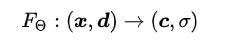 F_Θ : (x, d) → (c, σ)